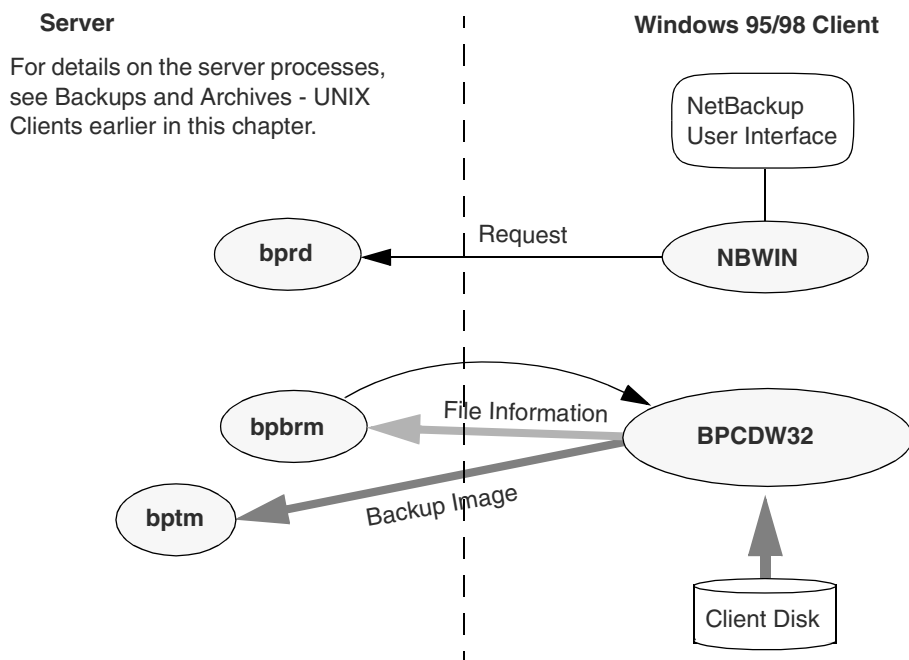 Server
Windows 95/98 Client
For details on the server processes,
see Backups and Archives - UNIX
Clients earlier in this chapter.
NetBackup
User Interface
Request
bprd
NBWIN
File Information
bpbrm
BPCDW32
Backup Image
bptm
Client Disk